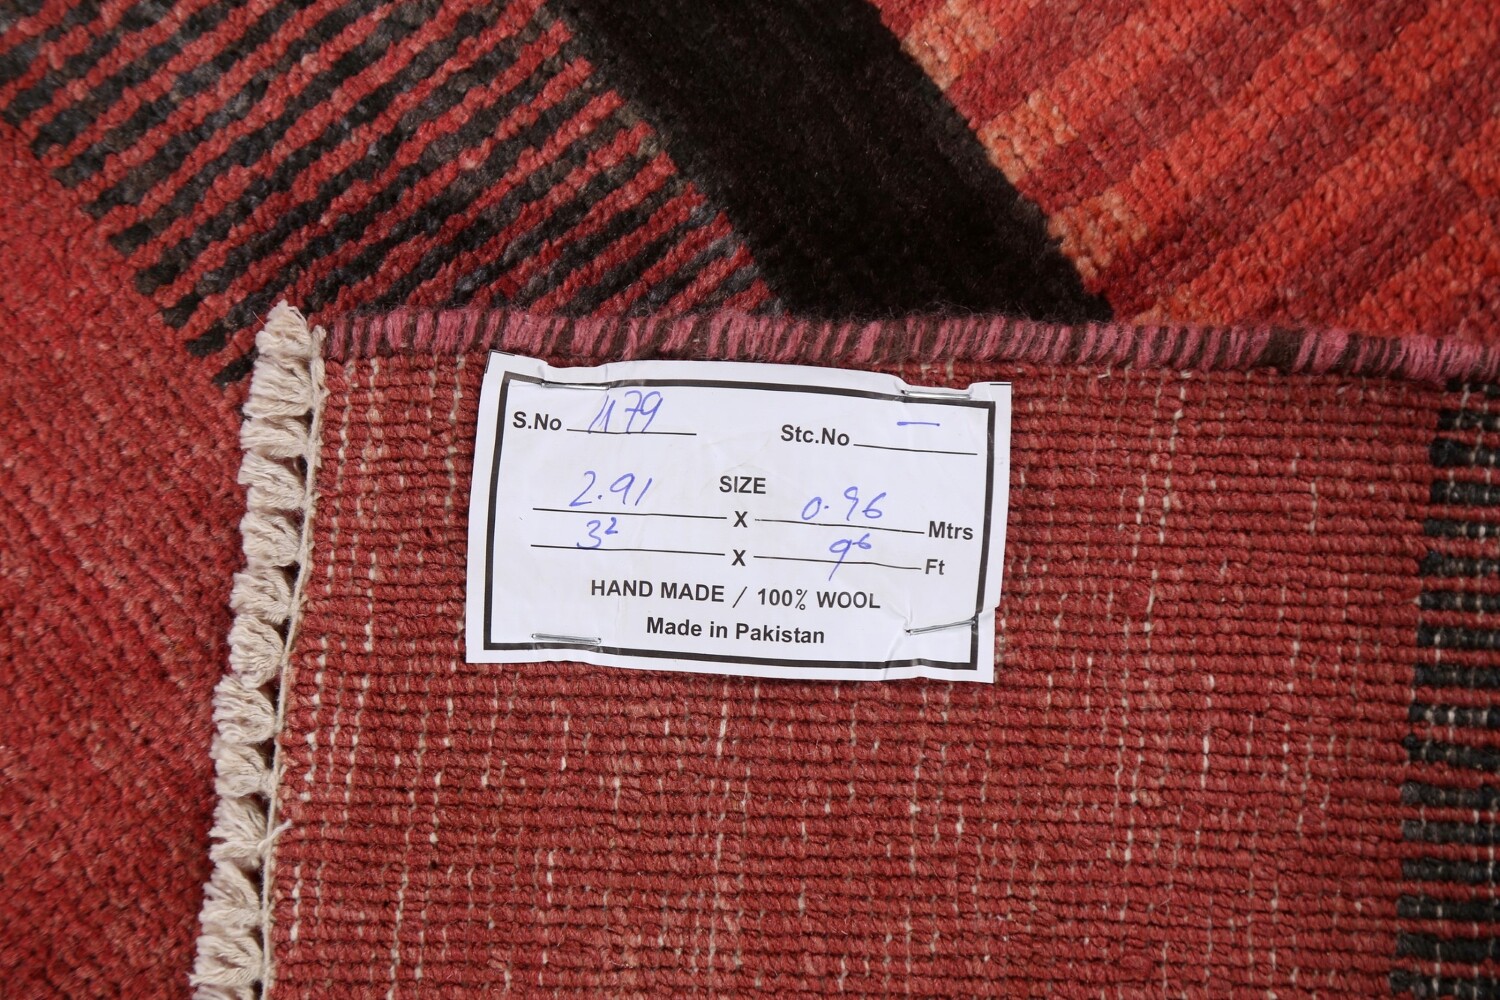 S.No 1179 Stc.No —
SIZE
2.91 X 0.96 Mtrs
3² X 9⁶ Ft
HAND MADE / 100% WOOL
Made in Pakistan